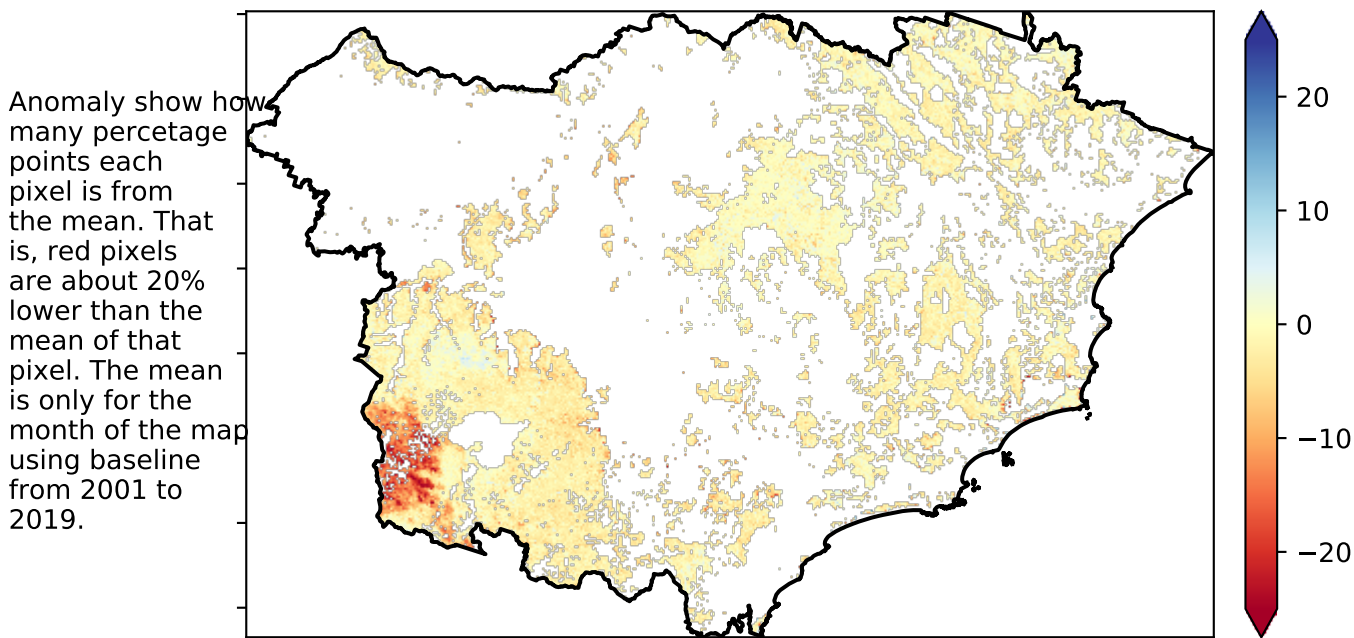 Anomaly show how
many percetage
points each
pixel is from
the mean. That
is, red pixels
are about 20%
lower than the
mean of that
pixel. The mean
is only for the
month of the map
using baseline
from 2001 to
2019.
20
10
0
−10
−20